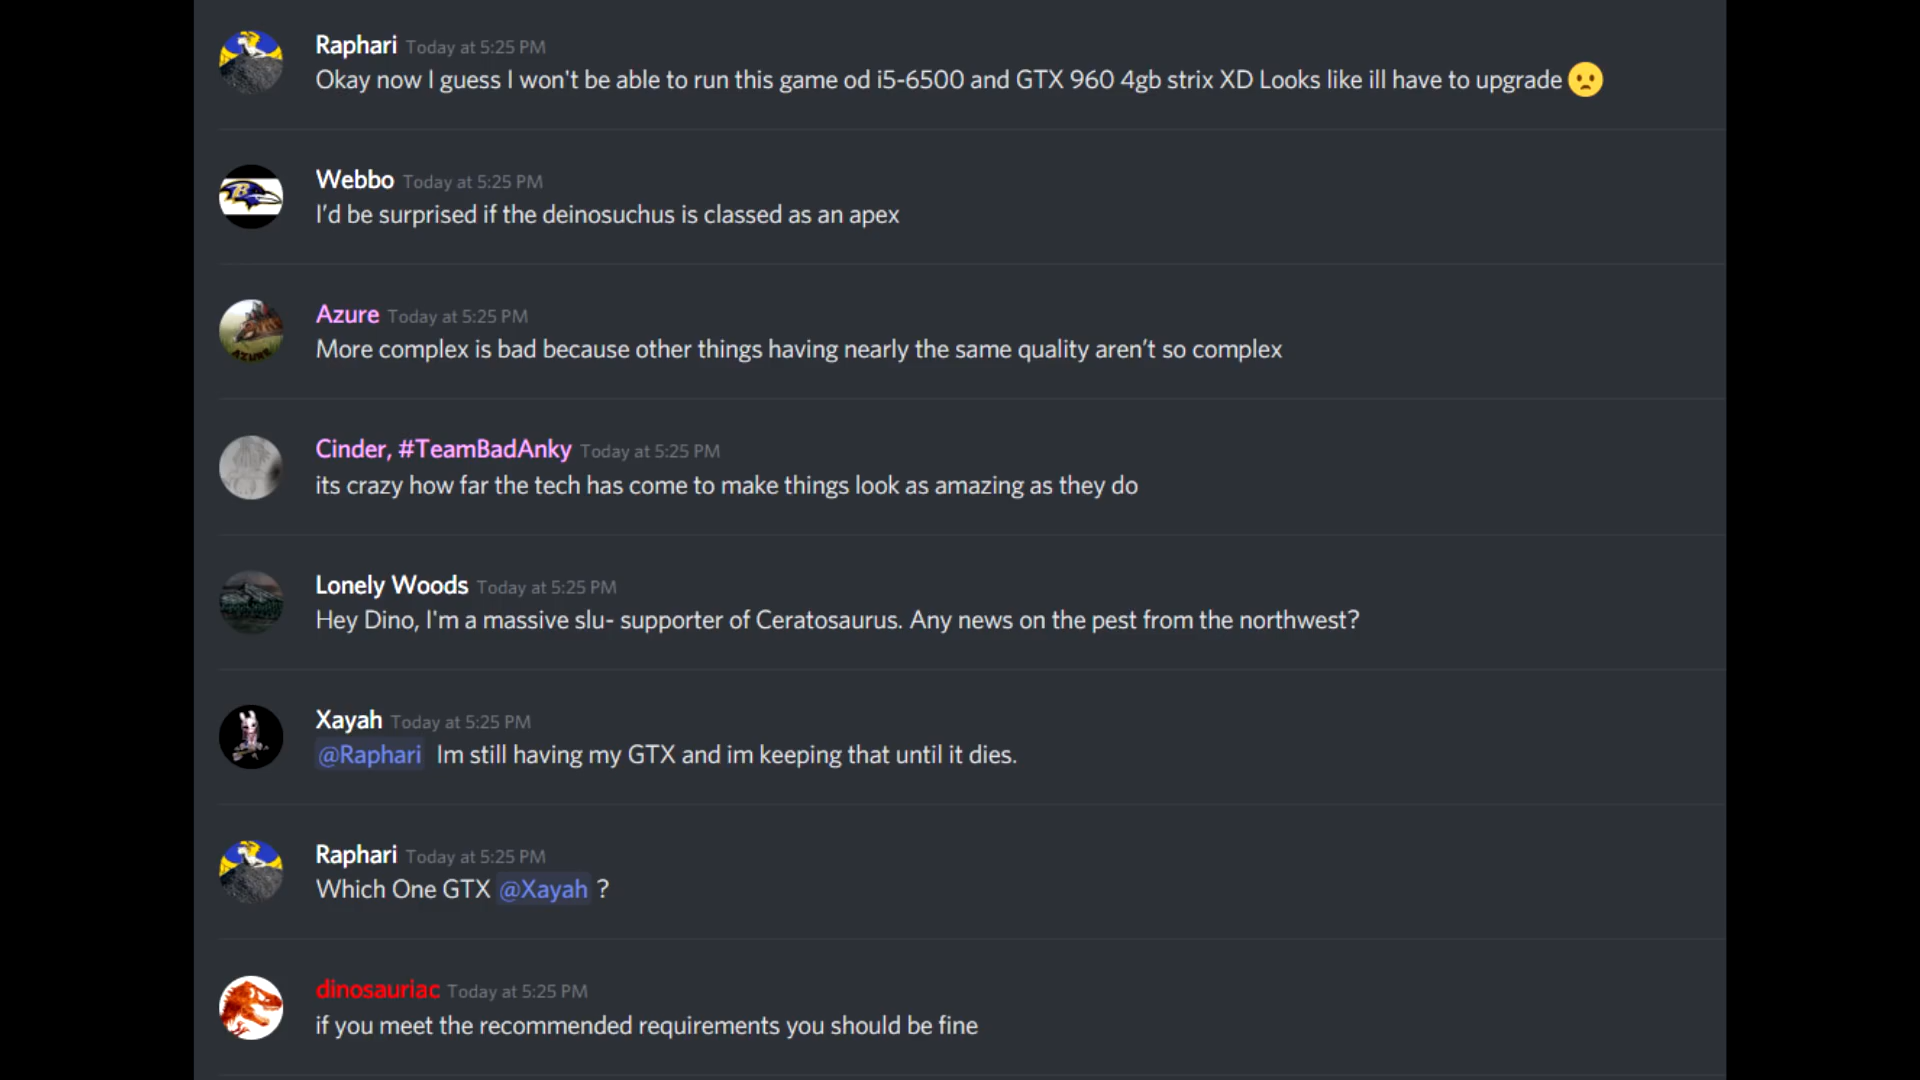 Raphari Today at 5:25 PM
Okay now I guess I won't be able to run this game od i5-6500 and GTX 960 4gb strix XD Looks like ill have to upgrade
Webbo Today at 5:25 PM
I’d be surprised if the deinosuchus is classed as an apex
Azure Today at 5:25 PM
More complex is bad because other things having nearly the same quality aren’t so complex
Cinder, #TeamBadAnky Today at 5:25 PM
its crazy how far the tech has come to make things look as amazing as they do
Lonely Woods Today at 5:25 PM
Hey Dino, I'm a massive slu- supporter of Ceratosaurus. Any news on the pest from the northwest?
Xayah Today at 5:25 PM
@Raphari Im still having my GTX and im keeping that until it dies.
Raphari Today at 5:25 PM
Which One GTX @Xayah ?
dinosauriac Today at 5:25 PM
if you meet the recommended requirements you should be fine